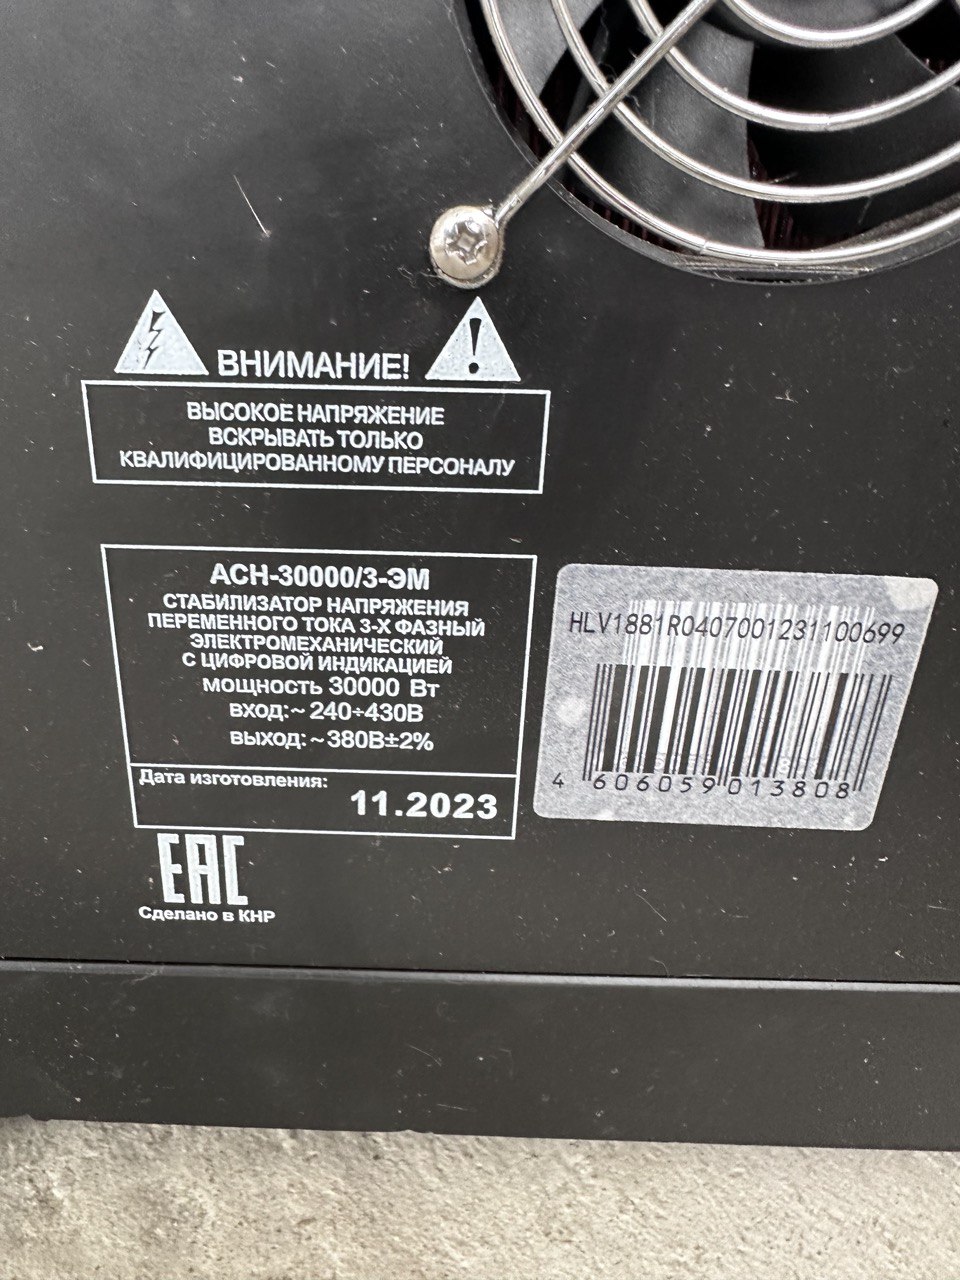 ВНИМАНИЕ!
ВЫСОКОЕ НАПРЯЖЕНИЕ
ВСКРЫВАТЬ ТОЛЬКО
КВАЛИФИЦИРОВАННОМУ ПЕРСОНАЛУ
АСН-30000/3-ЭМ
СТАБИЛИЗАТОР НАПРЯЖЕНИЯ
ПЕРЕМЕННОГО ТОКА 3-Х ФАЗНЫЙ
ЭЛЕКТРОМЕХАНИЧЕСКИЙ
С ЦИФРОВОЙ ИНДИКАЦИЕЙ
МОЩНОСТЬ 30000 Вт
ВХОД:~240÷430В
ВЫХОД:~380В±2%
Дата изготовления:
11.2023
ЕАС
Сделано в КНР
HLV1881R0407001231100699
4 606059 013808